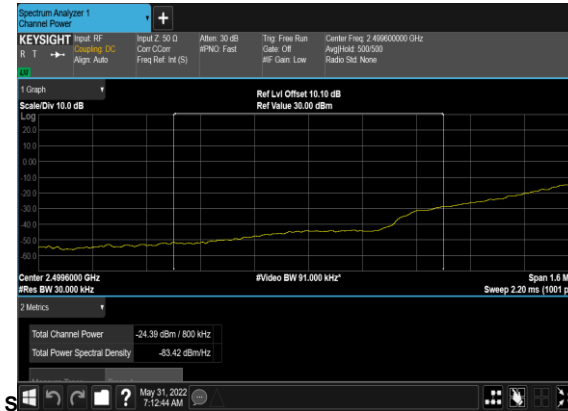 Spectrum Analyzer 1
Channel Power
+
KEYSIGHT
R T
Input: RF
Coupling: DC
Align: Auto
Input Z: 50 Ω
Corr CCorr
Freq Ref: Int (S)
Atten: 30 dB
#PNO: Fast
Trig: Free Run
Gate: Off
#IF Gain: Low
Center Freq: 2.499600000 GHz
Avg|Hold: 500/500
Radio Std: None
1 Graph
Scale/Div 10.0 dB
Ref Lvl Offset 10.10 dB
Ref Value 30.00 dBm
Log
20.0
10.0
0.00
-10.0
-20.0
-30.0
-40.0
-50.0
-60.0
Center 2.4996000 GHz
#Res BW 30.000 kHz
#Video BW 91.000 kHz*
Span 1.6 M
Sweep 2.20 ms (1001 p
2 Metrics
Total Channel Power -24.39 dBm / 800 kHz
Total Power Spectral Density -83.42 dBm/Hz
S
?
May 31, 2022
7:12:44 AM